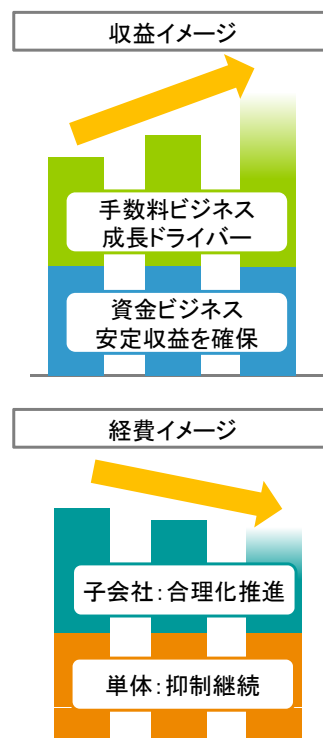 収益イメージ
手数料ビジネス
成長ドライバー
資金ビジネス
安定収益を確保
経費イメージ
子会社：合理化推進
単体：抑制継続